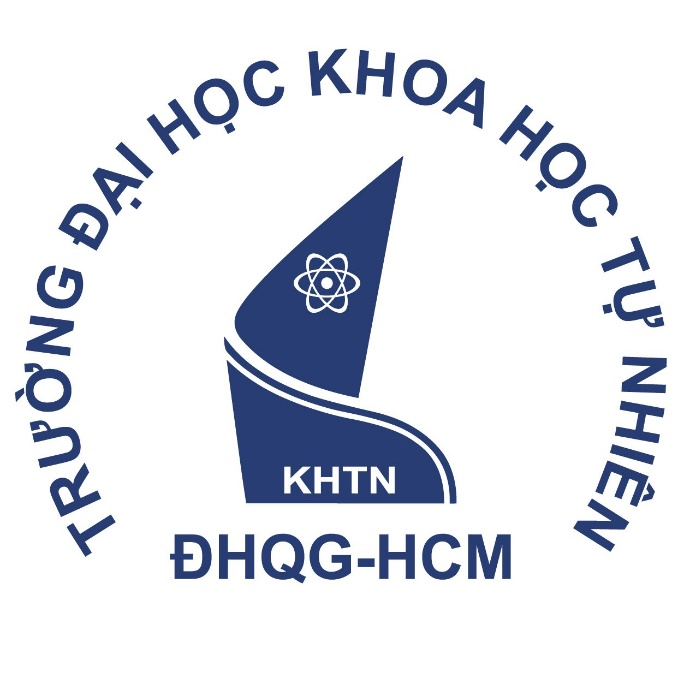 TRƯỜNG ĐẠI HỌC KHOA HỌC TỰ NHIÊN
KHTN
ĐHQG-HCM